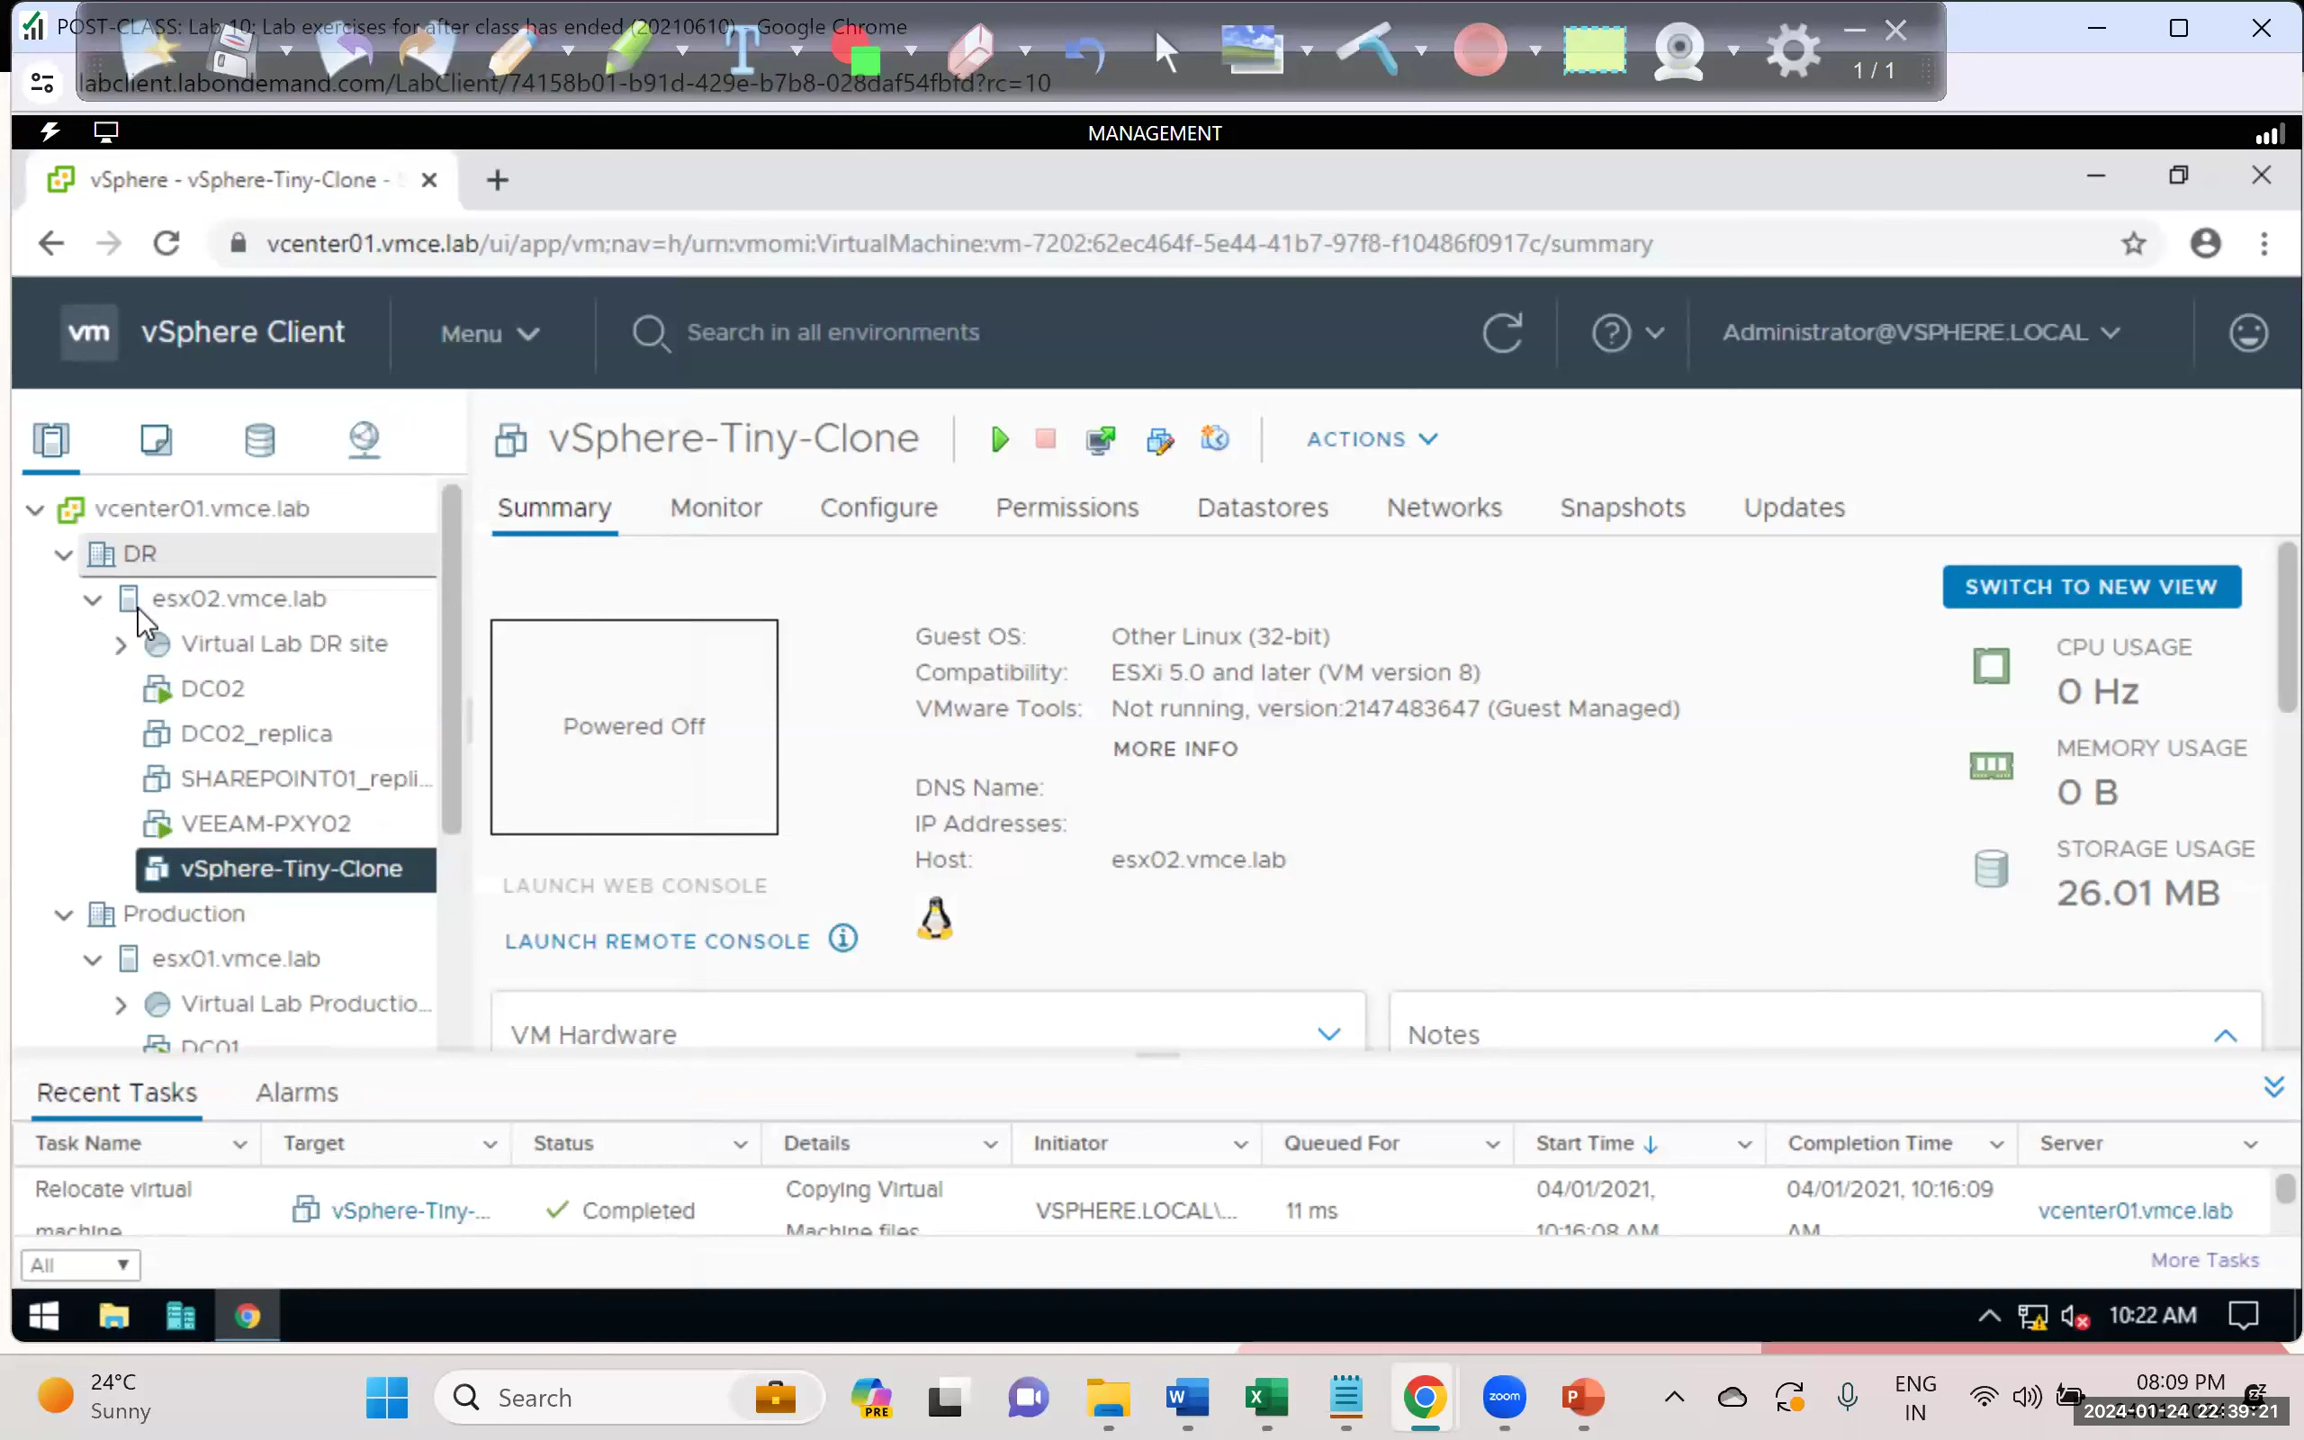 POST-CLASS: Lab 10: Lab exercises for after class has ended (20210610) - Google Chrome
1 / 1
labclient.labondemand.com/LabClient/74158b01-b91d-429e-b7b8-028daf54fbfd?rc=10
MANAGEMENT
vSphere - vSphere-Tiny-Clone -
vcenter01.vmce.lab/ui/app/vm;nav=h/urn:vmomi:VirtualMachine:vm-7202:62ec464f-5e44-41b7-97f8-f10486f0917c/summary
vm vSphere Client Menu Search in all environments Administrator@VSPHERE.LOCAL
vSphere-Tiny-Clone ACTIONS
Summary Monitor Configure Permissions Datastores Networks Snapshots Updates
vcenter01.vmce.lab
DR
esx02.vmce.lab
Virtual Lab DR site
DC02
DC02_replica
SHAREPOINT01_repli...
VEEAM-PXY02
vSphere-Tiny-Clone
Production
esx01.vmce.lab
Virtual Lab Productio...
DC01
SWITCH TO NEW VIEW
Powered Off
LAUNCH WEB CONSOLE
LAUNCH REMOTE CONSOLE
Guest OS: Other Linux (32-bit)
Compatibility: ESXi 5.0 and later (VM version 8)
VMware Tools: Not running, version:2147483647 (Guest Managed)
MORE INFO
DNS Name:
IP Addresses:
Host: esx02.vmce.lab
CPU USAGE
0 Hz
MEMORY USAGE
0 B
STORAGE USAGE
26.01 MB
VM Hardware
Notes
Recent Tasks Alarms
Task Name Target Status Details Initiator Queued For Start Time Completion Time Server
Relocate virtual machine vSphere-Tiny-... Completed Copying Virtual Machine files VSPHERE.LOCAL\... 11 ms 04/01/2021, 10:16:08 AM 04/01/2021, 10:16:09 AM vcenter01.vmce.lab
All
More Tasks
10:22 AM
24°C
Sunny
Search
PRE
zoom
ENG
IN
08:09 PM
2024-01-24 22:39:21